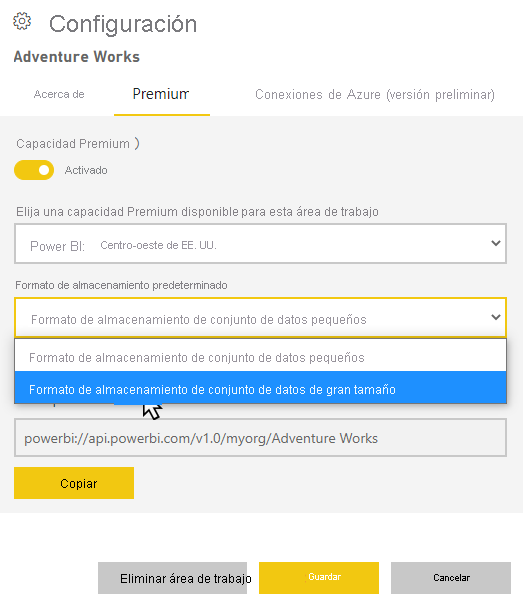 Configuración
Adventure Works
Acerca de
Premium
Conexiones de Azure (versión preliminar)
Capacidad Premium
Activado
Elija una capacidad Premium disponible para esta área de trabajo
Power BI: Centro-oeste de EE. UU.
Formato de almacenamiento predeterminado
Formato de almacenamiento de conjunto de datos pequeños
Formato de almacenamiento de conjunto de datos pequeños
Formato de almacenamiento de conjunto de datos de gran tamaño
powerbi://api.powerbi.com/v1.0/myorg/Adventure Works
Copiar
Eliminar área de trabajo
Guardar
Cancelar